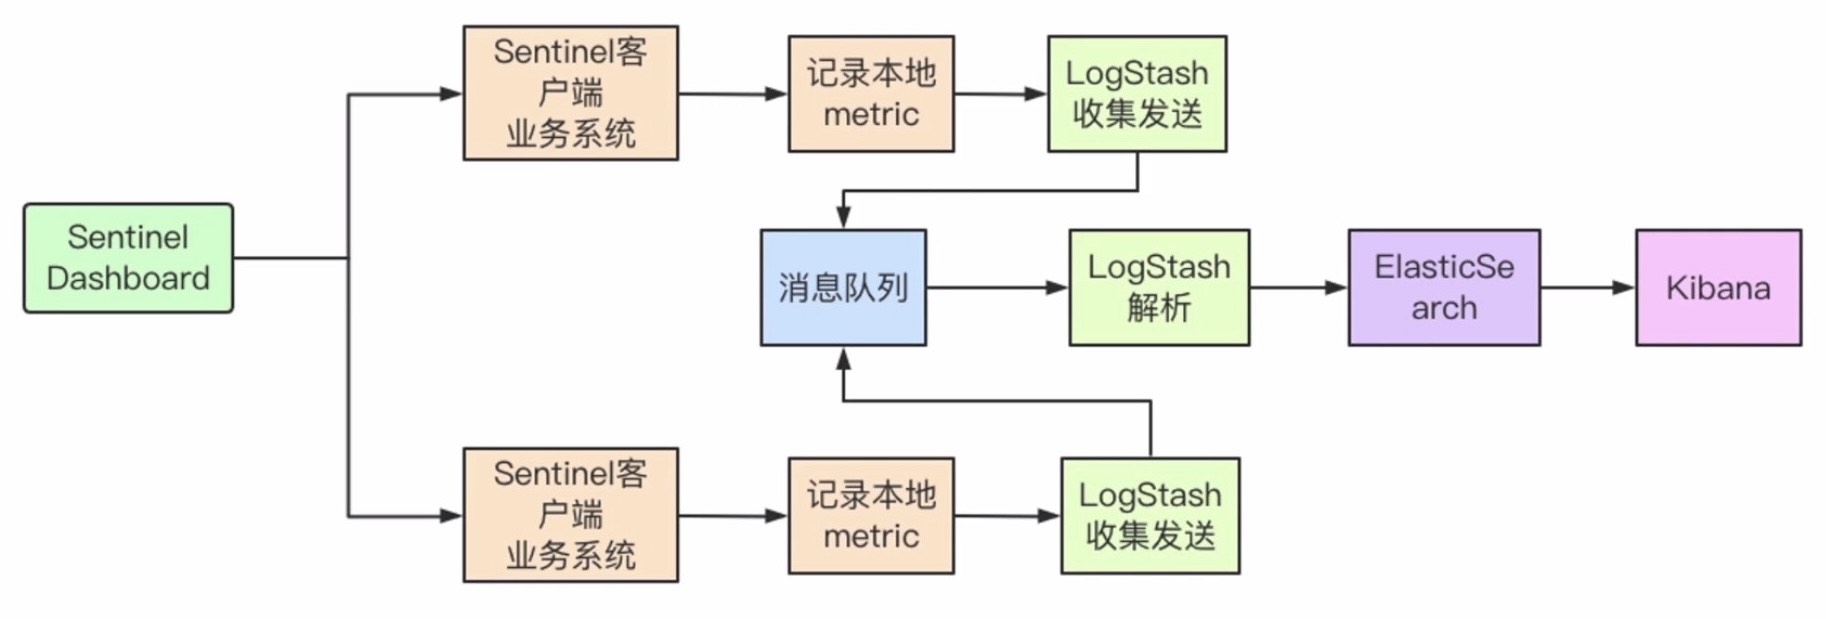 Sentinel客
户端
业务系统
记录本地
metric
LogStash
收集发送
Sentinel
Dashboard
消息队列
LogStash
解析
ElasticSe
arch
Kibana
Sentinel客
户端
业务系统
记录本地
metric
LogStash
收集发送